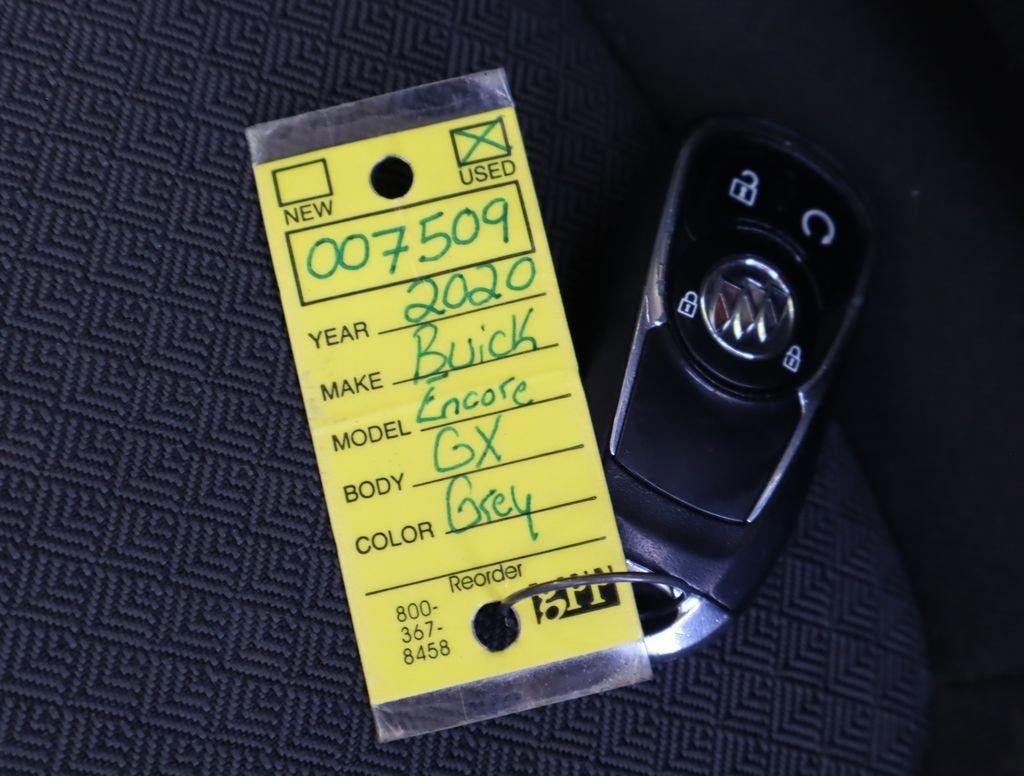 NEW
USED
007509
YEAR 2020
MAKE Buick
MODEL Encore
BODY GX
COLOR Grey
Reorder
800-
367-
8458